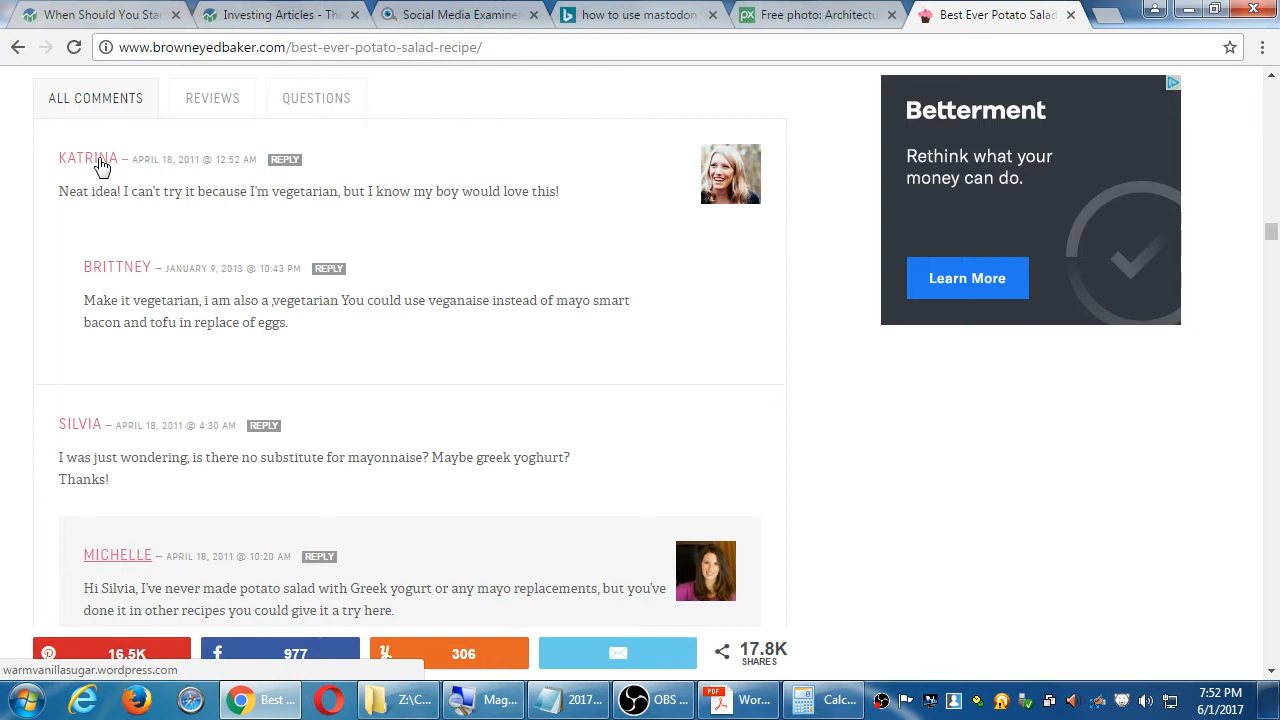 When Should You Star
Investing Articles - The
Social Media Examiner
how to use mastodon
Free photo: Architectu
Best Ever Potato Salad
www.browneyedbaker.com/best-ever-potato-salad-recipe/
ALL COMMENTS
REVIEWS
QUESTIONS
KATRINA – APRIL 18, 2011 @ 12:52 AM REPLY
Neat idea! I can't try it because I'm vegetarian, but I know my boy would love this!
BRITTNEY – JANUARY 9, 2013 @ 10:43 PM REPLY
Make it vegetarian, i am also a ,vegetarian You could use veganaise instead of mayo smart
bacon and tofu in replace of eggs.
SILVIA – APRIL 18, 2011 @ 4:30 AM REPLY
I was just wondering, is there no substitute for mayonnaise? Maybe greek yoghurt?
Thanks!
MICHELLE – APRIL 18, 2011 @ 10:20 AM REPLY
Hi Silvia, I've never made potato salad with Greek yogurt or any mayo replacements, but you've
done it in other recipes you could give it a try here.
Betterment
Rethink what your
money can do.
Learn More
16.5K
977
306
17.8K
SHARES
warmvanillasugar.wordpress.com
Best ...
Z:\C...
Mag...
2017...
OBS ...
PDF
Wor...
Calc...
7:52 PM
6/1/2017